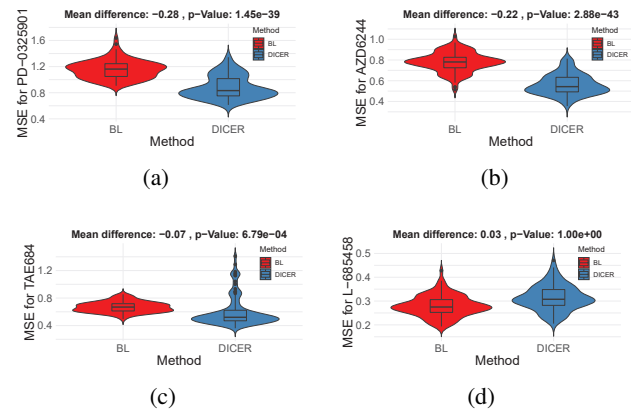 Mean difference: −0.28 , p−Value: 1.45e−39
MSE for PD−0325901
1.6
1.2
0.8
0.4
Method
BL
DICER
BL
DICER
Method
(a)
Mean difference: −0.22 , p−Value: 2.88e−43
MSE for AZD6244
1.0
0.8
0.6
0.4
Method
BL
DICER
BL
DICER
Method
(b)
Mean difference: −0.07 , p−Value: 6.79e−04
MSE for TAE684
1.2
0.8
0.4
Method
BL
DICER
BL
DICER
Method
(c)
Mean difference: 0.03 , p−Value: 1.00e+00
MSE for L−685458
0.5
0.4
0.3
0.2
Method
BL
DICER
BL
DICER
Method
(d)